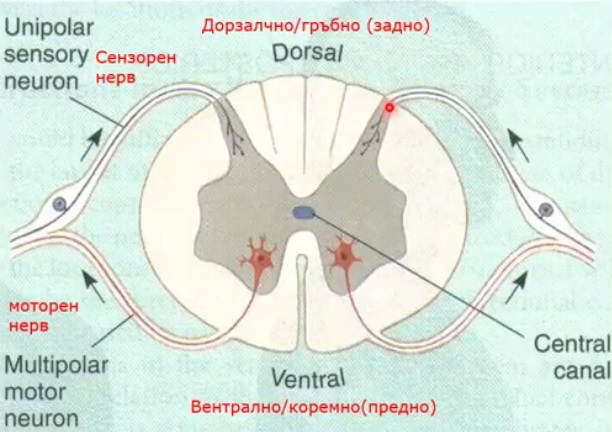 Unipolar
sensory
neuron
Сензорен
нерв
Дорзалчно/гръбно (задно)
Dorsal
моторен
нерв
Multipolar
motor
neuron
Ventral
Вентрално/коремно(предно)
Central
canal